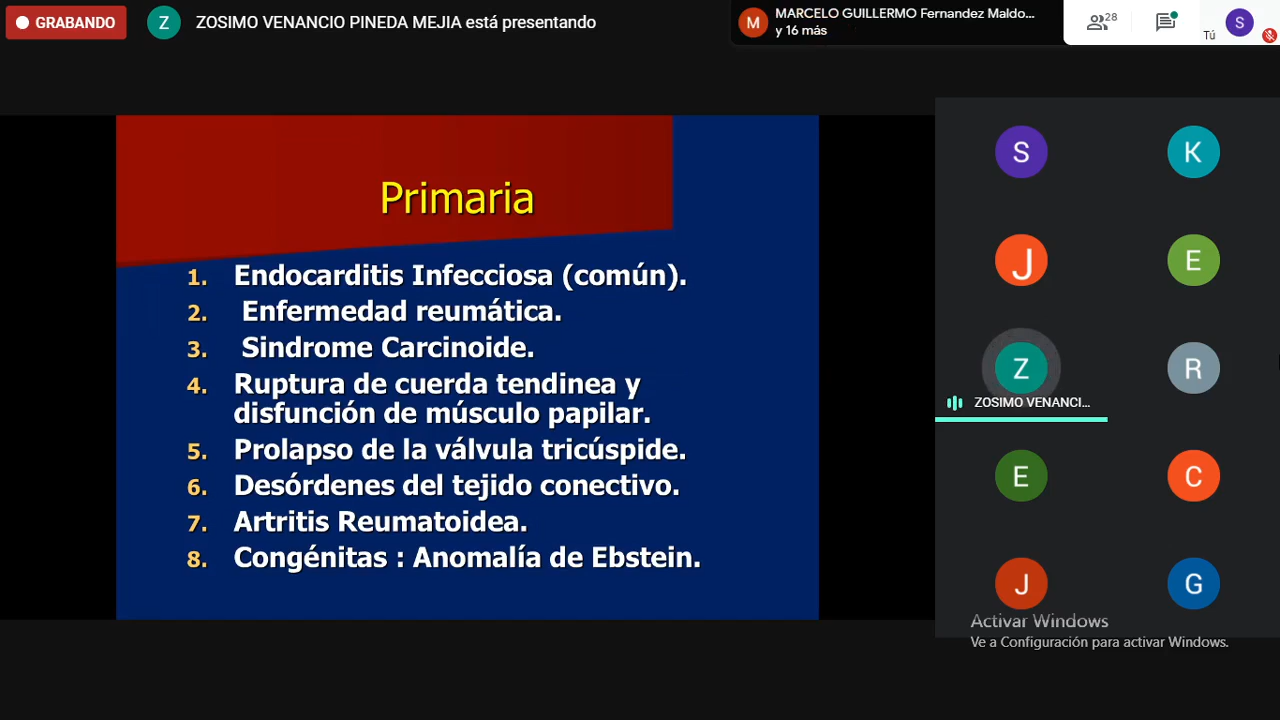 GRABANDO
Z
ZOSIMO VENANCIO PINEDA MEJIA está presentando
M
MARCELO GUILLERMO Fernandez Maldo...
y 16 más
28
Tú
S
Primaria
1. Endocarditis Infecciosa (común).
2. Enfermedad reumática.
3. Sindrome Carcinoide.
4. Ruptura de cuerda tendinea y
disfunción de músculo papilar.
5. Prolapso de la válvula tricúspide.
6. Desórdenes del tejido conectivo.
7. Artritis Reumatoidea.
8. Congénitas : Anomalía de Ebstein.
S
K
J
E
Z
ZOSIMO VENANCI...
R
E
C
J
G
Activar Windows
Ve a Configuración para activar Windows.